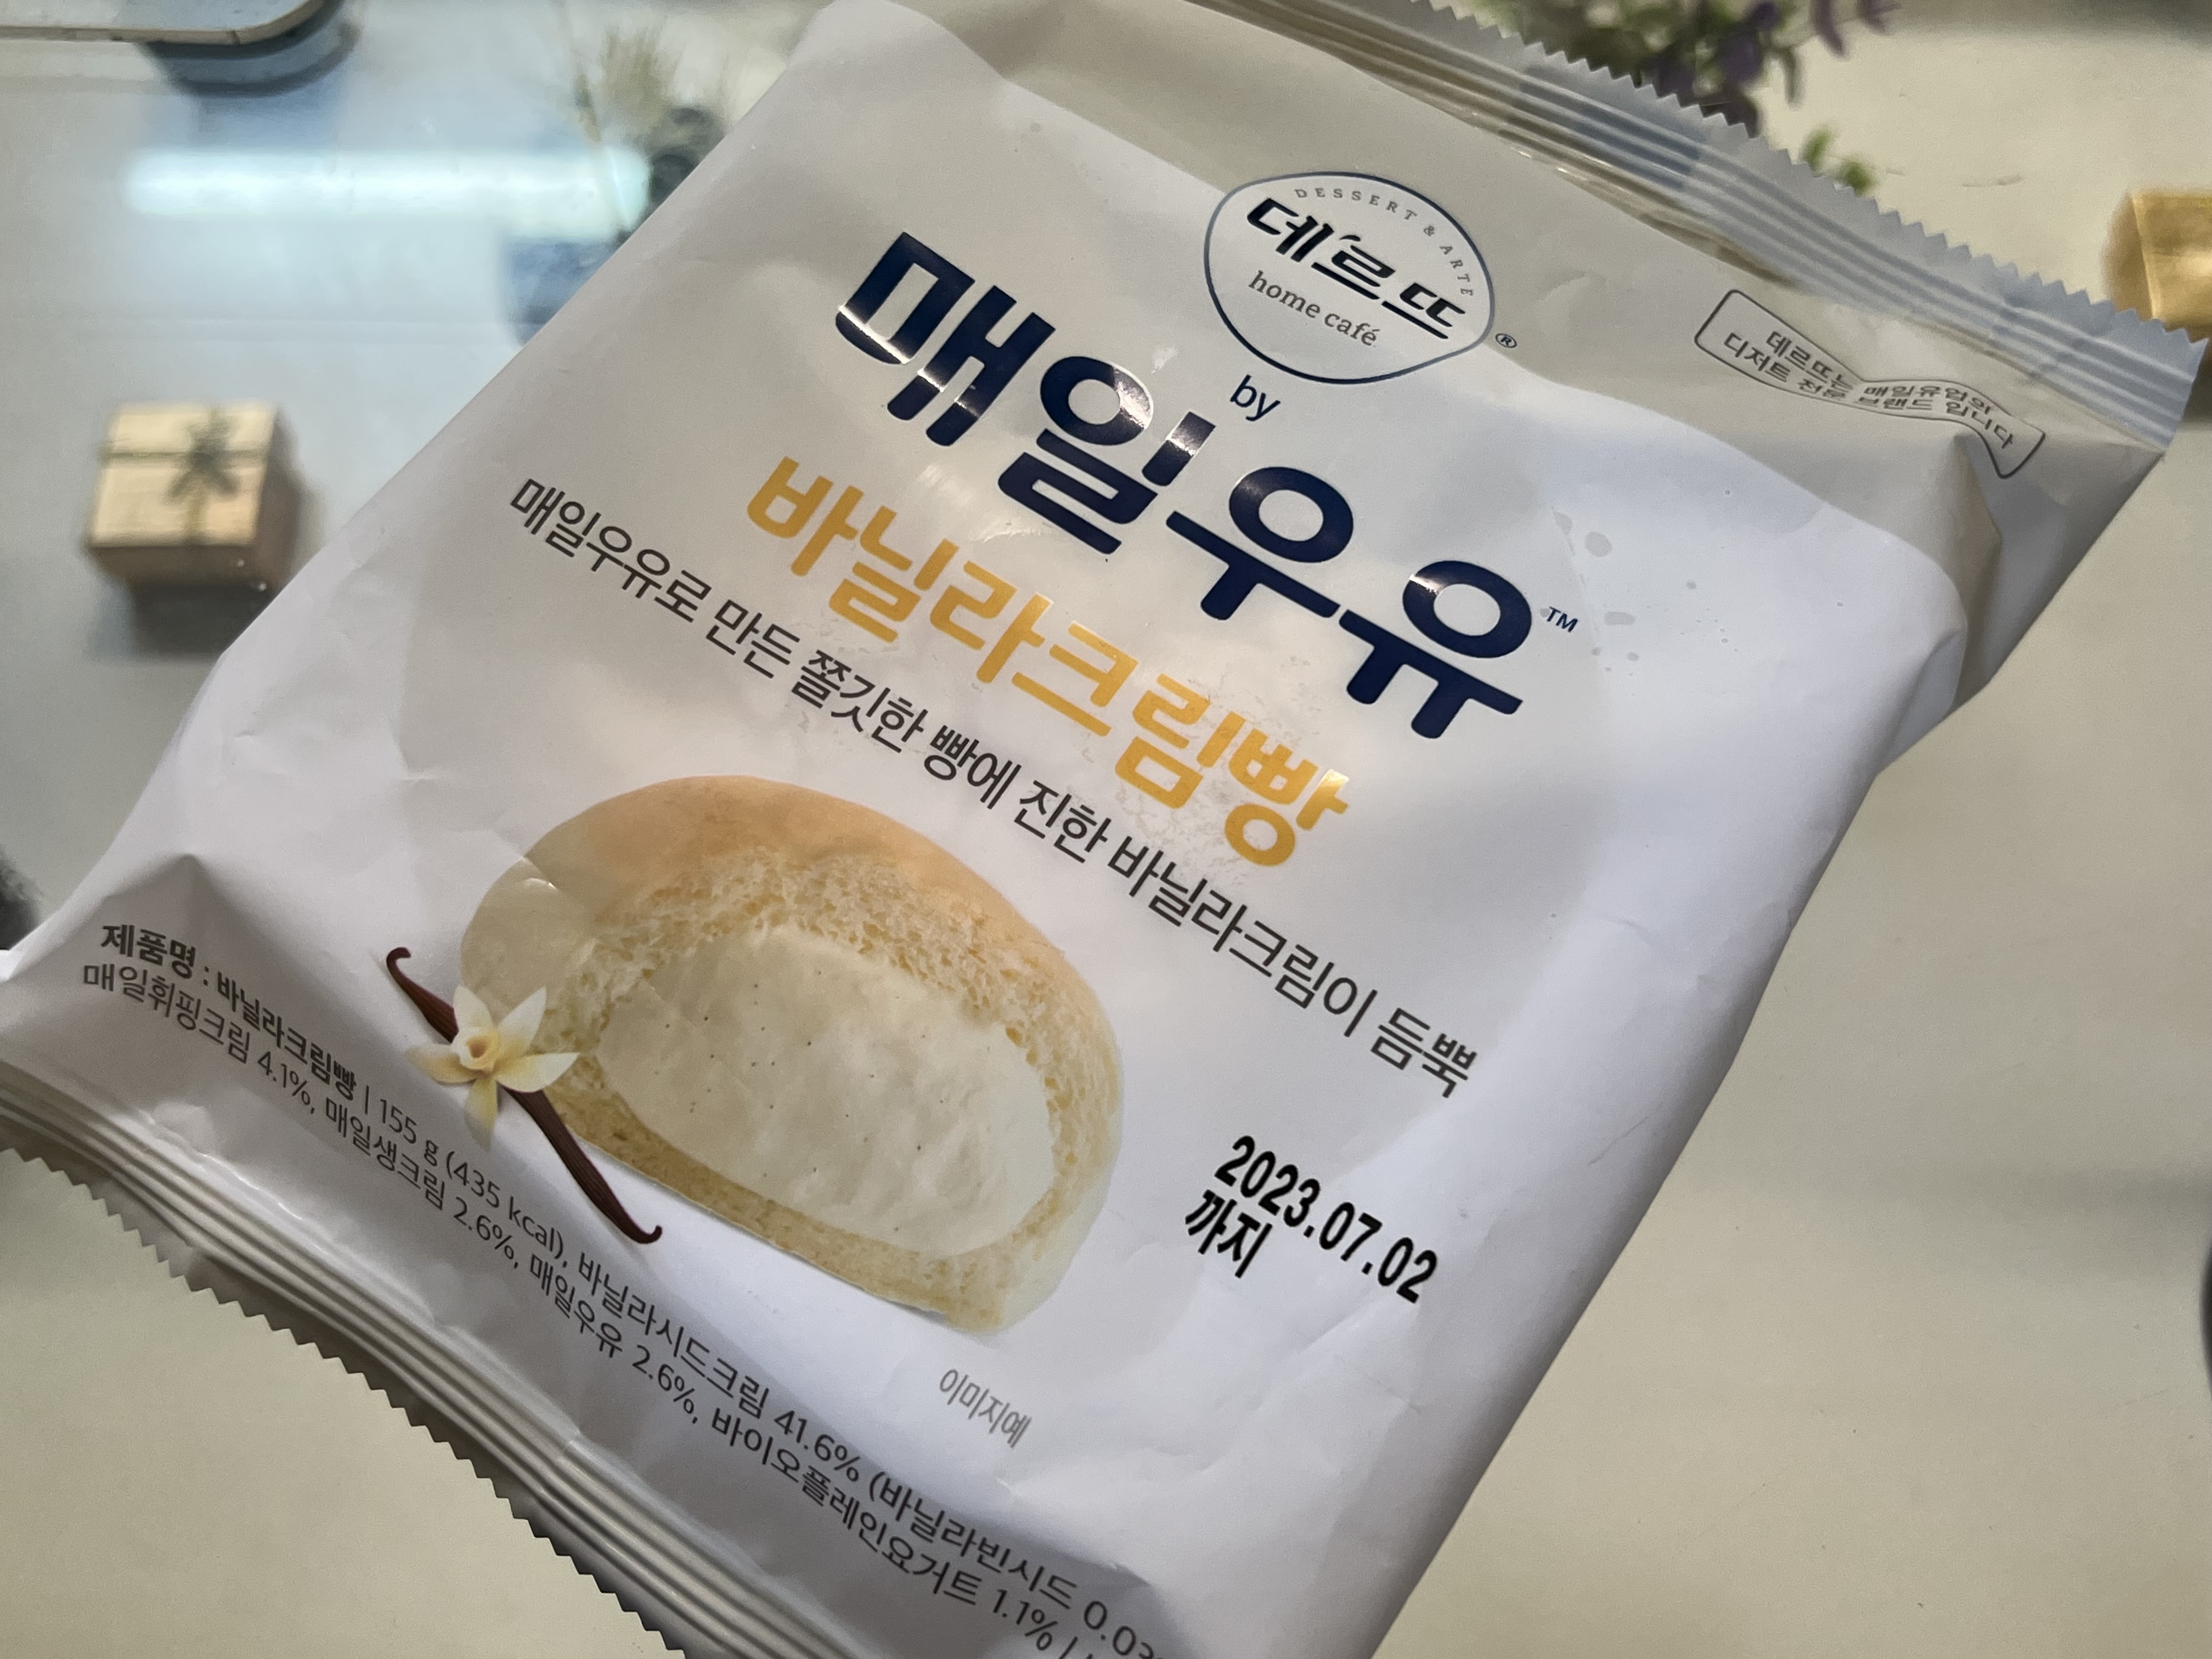 DESSERT & ARTE
데르뜨
home café
®
by
데르뜨는 매일유업의
디저트 전문 브랜드 입니다
매일우유™
바닐라크림빵
매일우유로 만든 쫄깃한 빵에 진한 바닐라크림이 듬뿍
2023.07.02
까지
이미지예
제품명 : 바닐라크림빵 | 155 g (435 kcal), 바닐라시드크림 41.6% (바닐라빈시드 0.03
매일휘핑크림 4.1%, 매일생크림 2.6%, 매일우유 2.6%, 바이오플레인요거트 1.1% |